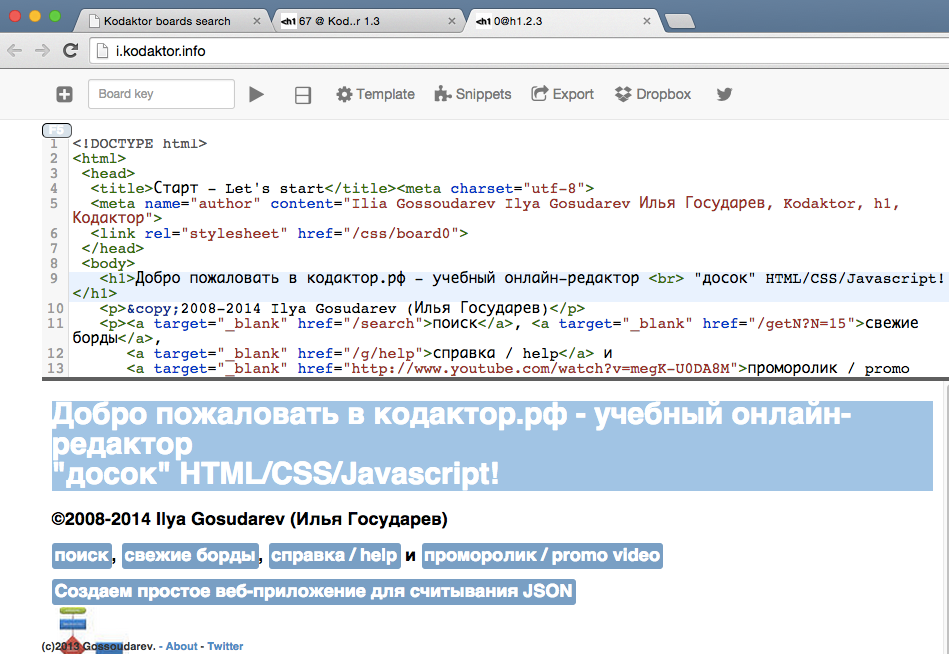 Kodaktor boards search
<h1 67 @ Kod..r 1.3
<h1 0@h1.2.3
i.kodaktor.info
Board key
Template
Snippets
Export
Dropbox
F5
1 <!DOCTYPE html>
2 <html>
3 <head>
4 <title>Старт - Let's start</title><meta charset="utf-8">
5 <meta name="author" content="Ilia Gossoudarev Ilya Gosudarev Илья Государев, Kodaktor, h1,
Кодактор">
6 <link rel="stylesheet" href="/css/board0">
7 </head>
8 <body>
9 <h1>Добро пожаловать в кодактор.рф - учебный онлайн-редактор <br> "досок" HTML/CSS/Javascript!
</h1>
10 <p>&copy;2008-2014 Ilya Gosudarev (Илья Государев)</p>
11 <p><a target="_blank" href="/search">поиск</a>, <a target="_blank" href="/getN?N=15">свежие
борды</a>,
12 <a target="_blank" href="/g/help">справка / help</a> и
13 <a target="_blank" href="http://www.youtube.com/watch?v=megK-U0DA8M">проморолик / promo
Добро пожаловать в кодактор.рф - учебный онлайн-
редактор
"досок" HTML/CSS/Javascript!
©2008-2014 Ilya Gosudarev (Илья Государев)
поиск, свежие борды, справка / help и проморолик / promo video
Создаем простое веб-приложение для считывания JSON
(c)2013 Gossoudarev. - About - Twitter